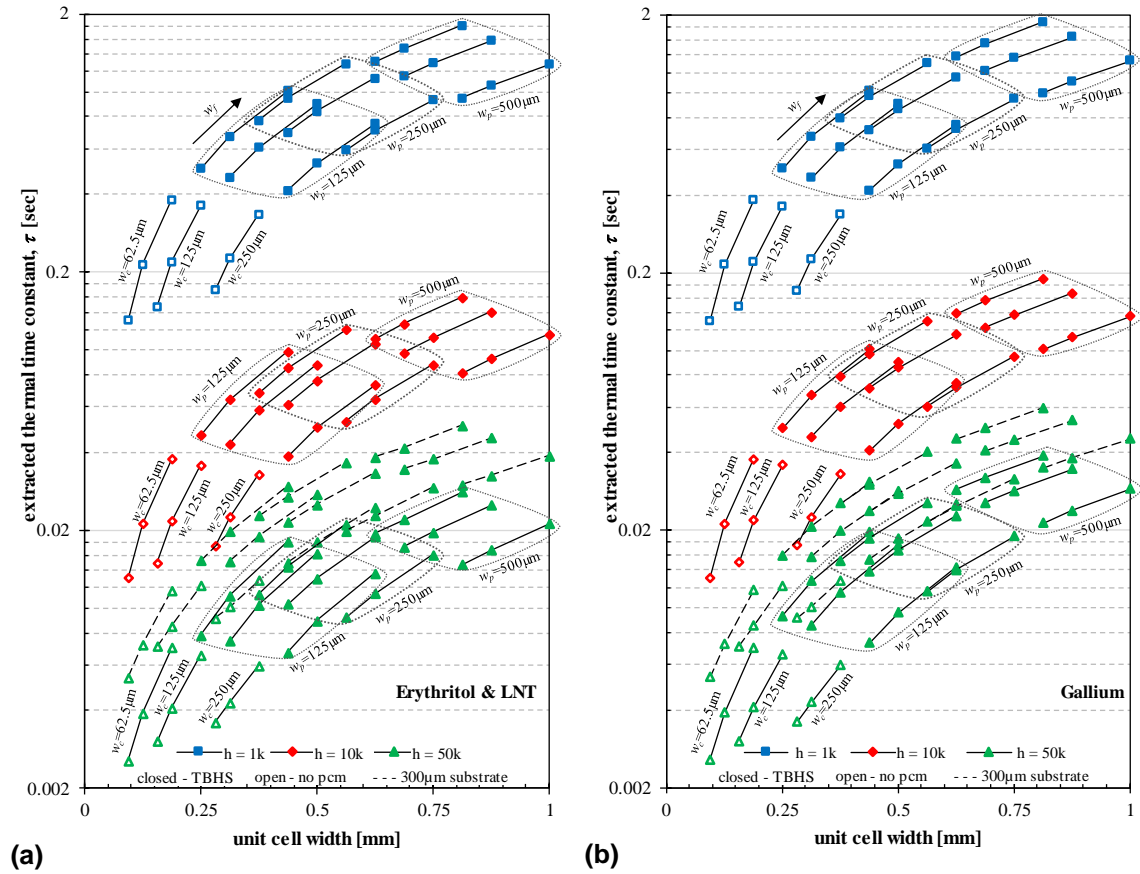 extracted thermal time constant, τ [sec]
2
0.2
0.02
0.002
w_f
w_p=500μm
w_p=250μm
w_p=125μm
w_c=62.5μm
w_c=125μm
w_c=250μm
w_p=500μm
w_p=250μm
w_p=125μm
w_c=62.5μm
w_c=125μm
w_c=250μm
w_p=500μm
w_p=250μm
w_p=125μm
w_c=62.5μm
w_c=125μm
w_c=250μm
Erythritol & LNT
h = 1k h = 10k h = 50k
closed - TBHS open - no pcm 300μm substrate
0 0.25 0.5 0.75 1
unit cell width [mm]
(a)
extracted thermal time constant, τ [sec]
2
0.2
0.02
0.002
w_f
w_p=500μm
w_p=250μm
w_p=125μm
w_c=62.5μm
w_c=125μm
w_c=250μm
w_p=500μm
w_p=250μm
w_p=125μm
w_c=62.5μm
w_c=125μm
w_c=250μm
w_p=500μm
w_p=250μm
w_p=125μm
w_c=62.5μm
w_c=125μm
w_c=250μm
Gallium
h = 1k h = 10k h = 50k
closed - TBHS open - no pcm 300μm substrate
0 0.25 0.5 0.75 1
unit cell width [mm]
(b)